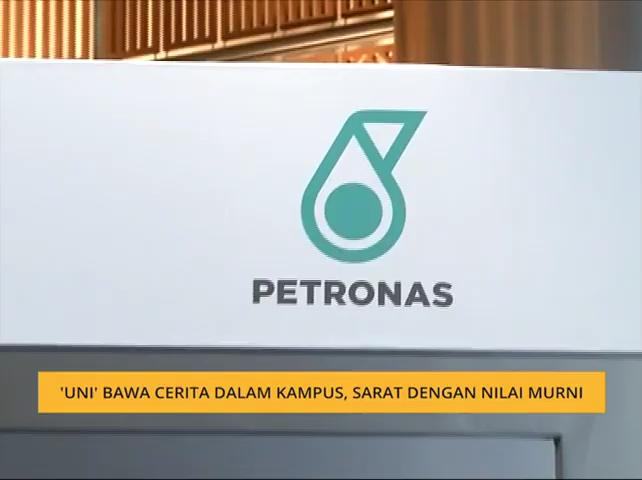 PETRONAS
'UNI' BAWA CERITA DALAM KAMPUS, SARAT DENGAN NILAI MURNI